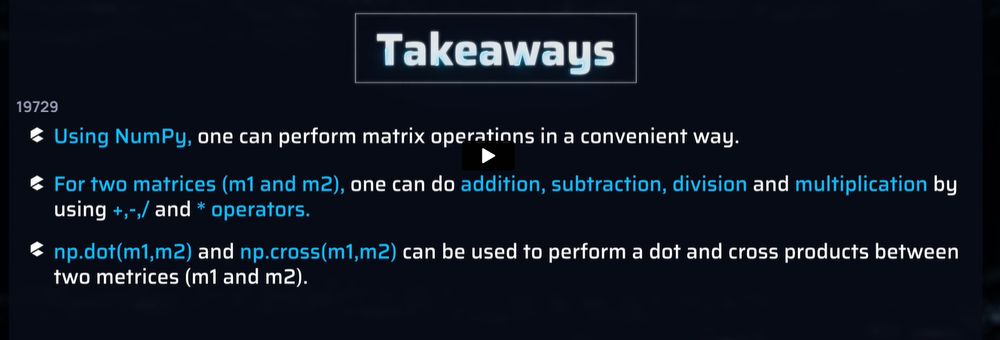 Takeaways
19729
Using NumPy, one can perform matrix operations in a convenient way.
For two matrices (m1 and m2), one can do addition, subtraction, division and multiplication by
using +,-,/ and * operators.
np.dot(m1,m2) and np.cross(m1,m2) can be used to perform a dot and cross products between
two metrices (m1 and m2).